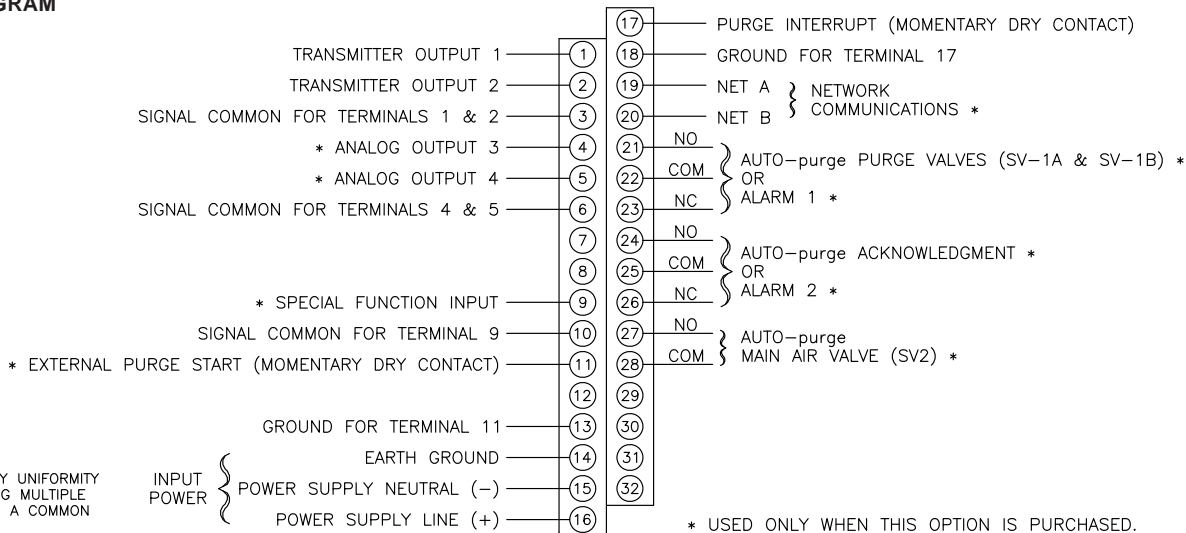 GRAM
TRANSMITTER OUTPUT 1 1
TRANSMITTER OUTPUT 2 2
SIGNAL COMMON FOR TERMINALS 1 & 2 3
* ANALOG OUTPUT 3 4
* ANALOG OUTPUT 4 5
SIGNAL COMMON FOR TERMINALS 4 & 5 6
7
8
* SPECIAL FUNCTION INPUT 9
SIGNAL COMMON FOR TERMINAL 9 10
* EXTERNAL PURGE START (MOMENTARY DRY CONTACT) 11
12
GROUND FOR TERMINAL 11 13
EARTH GROUND 14
INPUT
POWER
POWER SUPPLY NEUTRAL (-) 15
POWER SUPPLY LINE (+) 16
Y UNIFORMITY
G MULTIPLE
A COMMON
17 PURGE INTERRUPT (MOMENTARY DRY CONTACT)
18 GROUND FOR TERMINAL 17
19 NET A
20 NET B
NETWORK
COMMUNICATIONS *
21 NO
22 COM
23 NC
AUTO-purge PURGE VALVES (SV-1A & SV-1B) *
OR
ALARM 1 *
24 NO
25 COM
26 NC
AUTO-purge ACKNOWLEDGMENT *
OR
ALARM 2 *
27 NO
28 COM
AUTO-purge
MAIN AIR VALVE (SV2) *
29
30
31
32
* USED ONLY WHEN THIS OPTION IS PURCHASED.